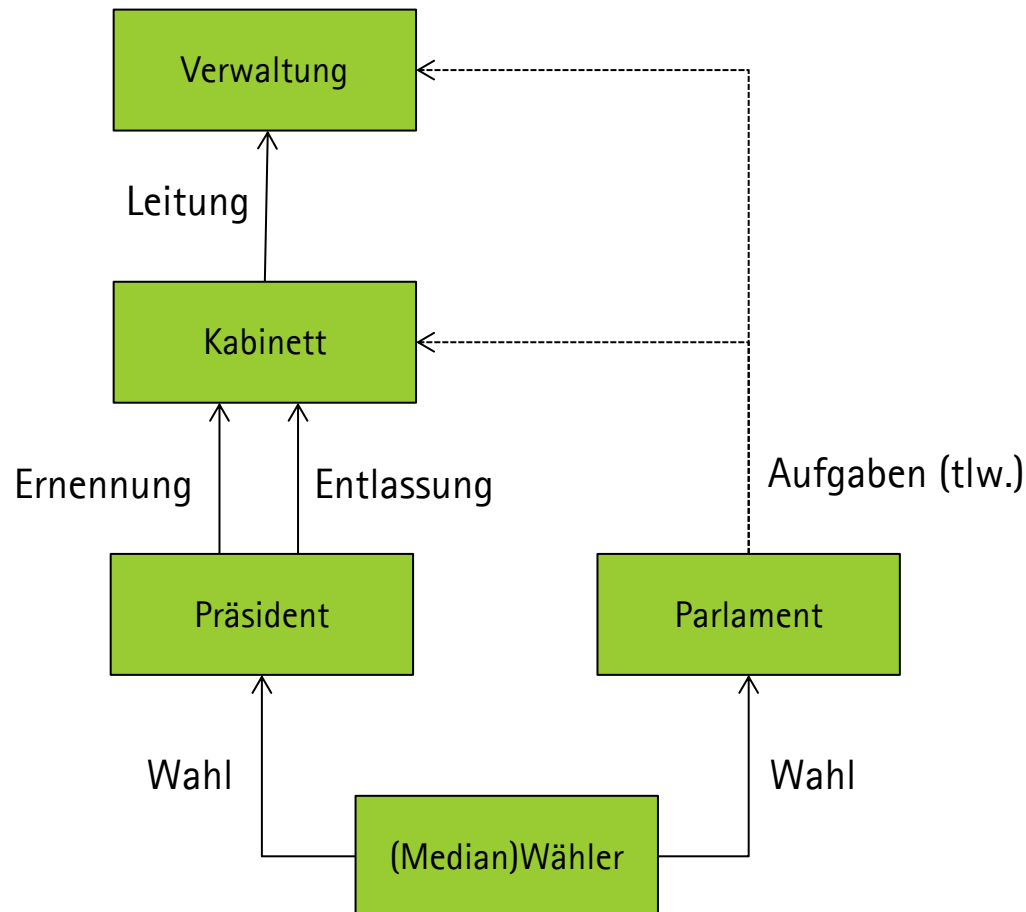 Verwaltung
Leitung
Kabinett
Ernennung
Entlassung
Aufgaben (tlw.)
Präsident
Parlament
Wahl
Wahl
(Median)Wähler